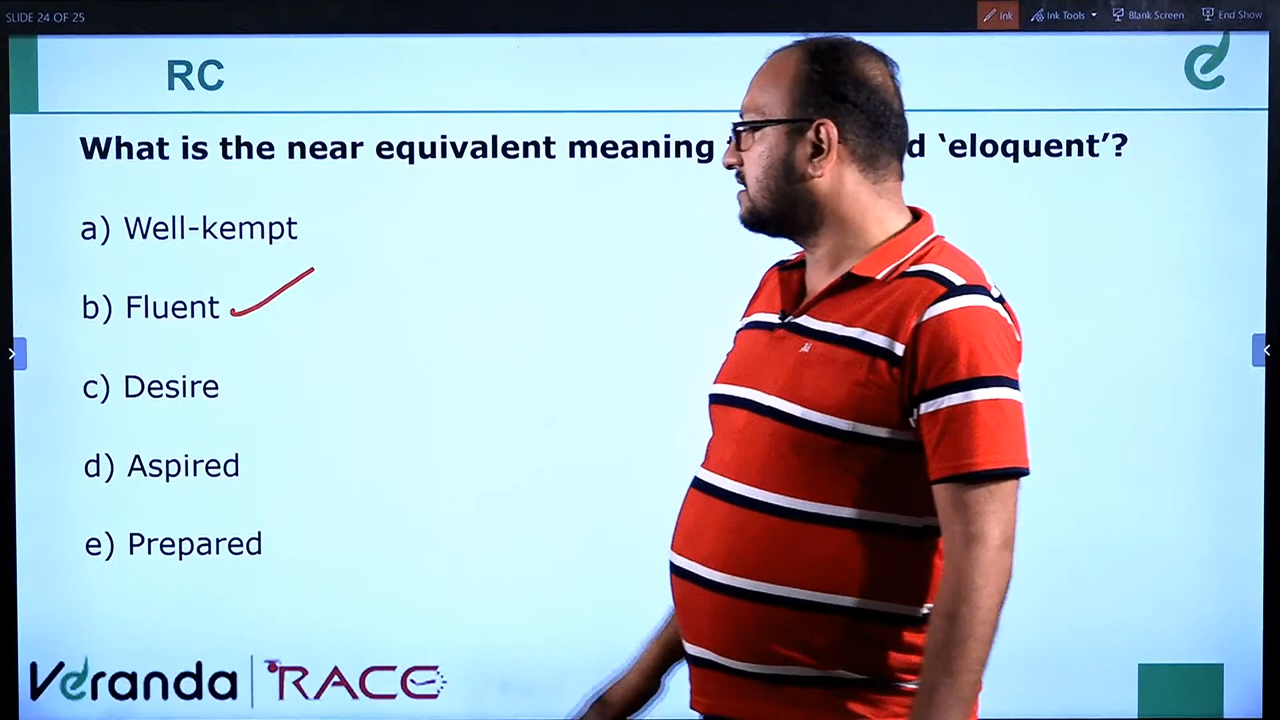 SLIDE 24 OF 25
Ink
Ink Tools
Blank Screen
End Show
RC
What is the near equivalent meaning ‘eloquent’?
a) Well-kempt
b) Fluent
c) Desire
d) Aspired
e) Prepared
Veranda RACE